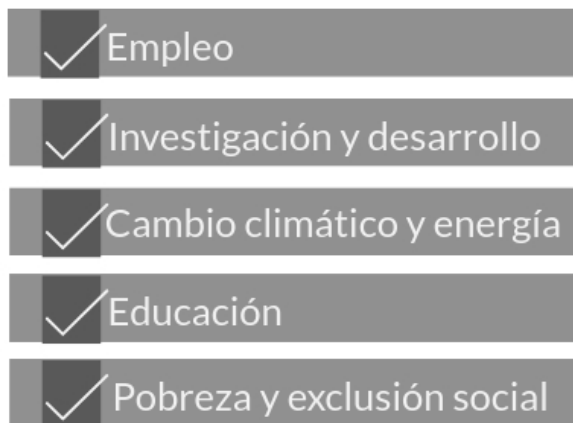 Empleo
Investigación y desarrollo
Cambio climático y energía
Educación
Pobreza y exclusión social